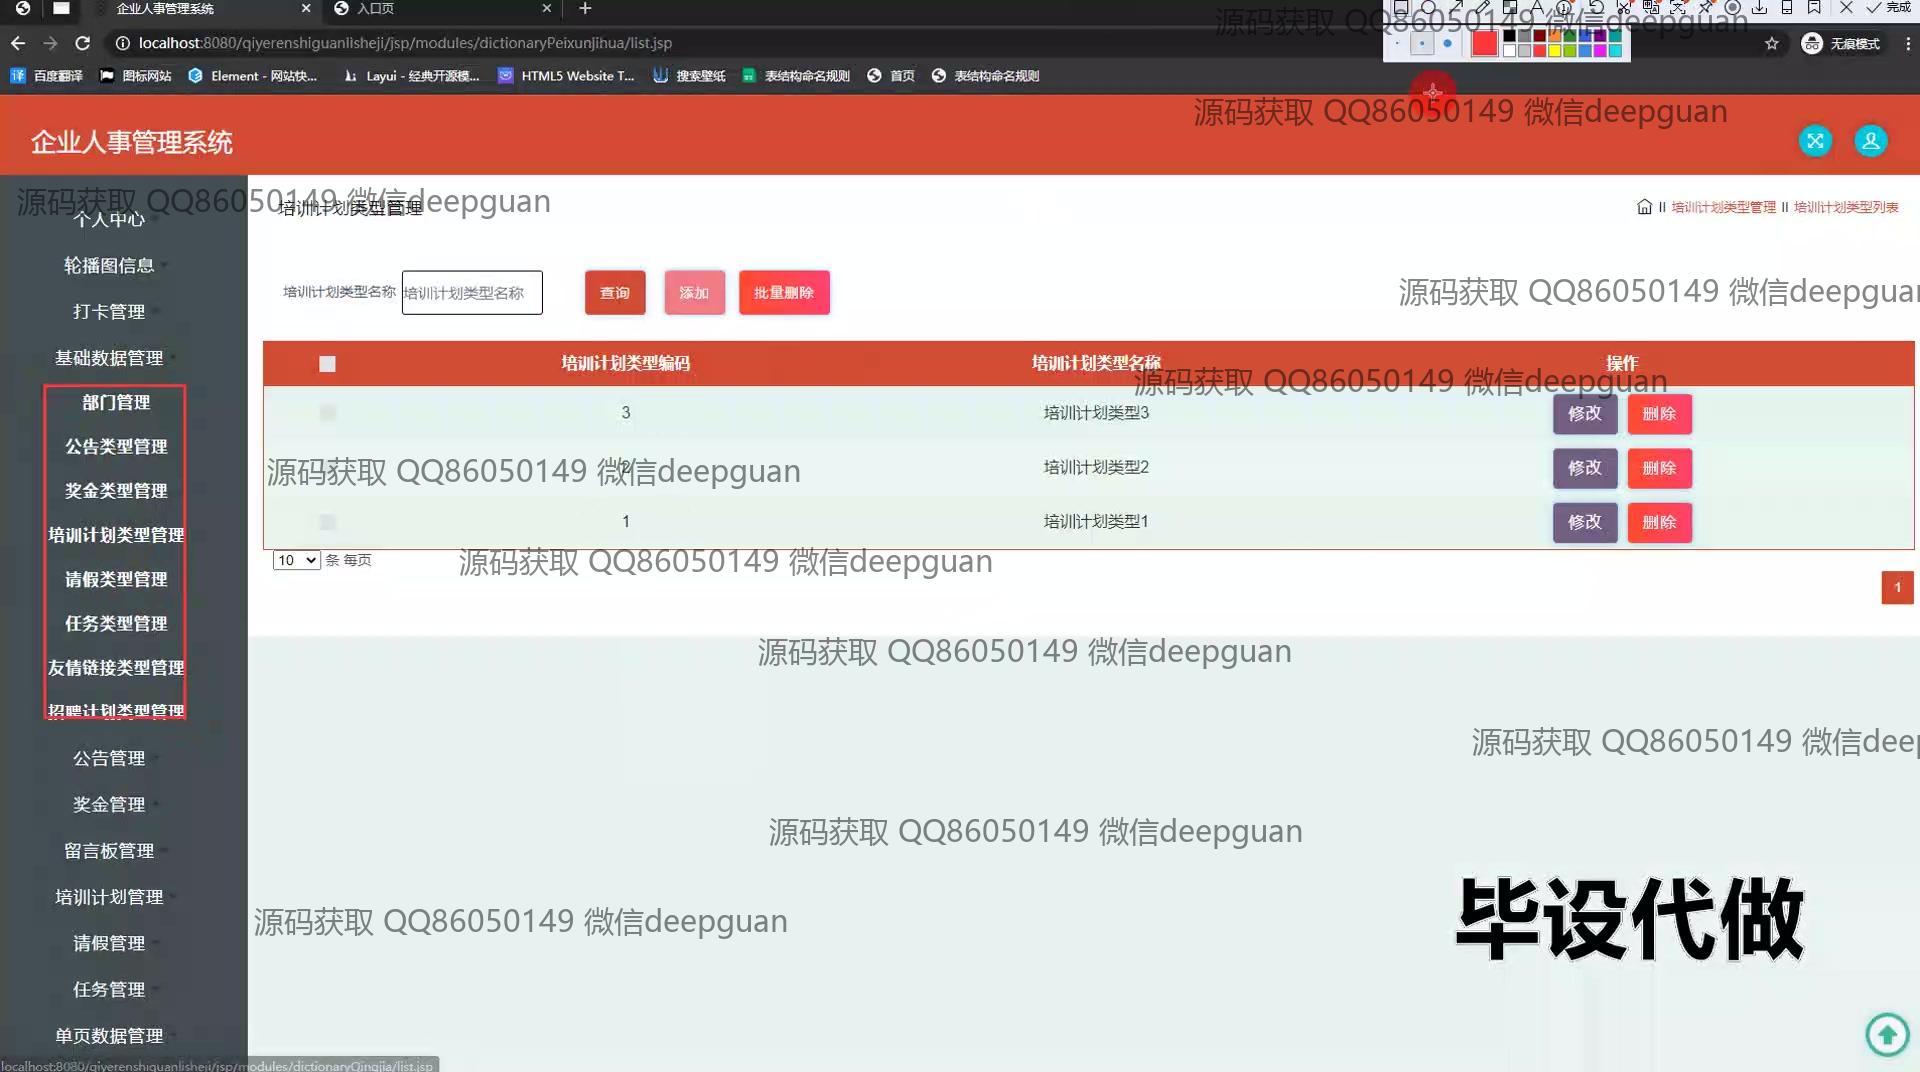 企业人事管理系统
入口页
完成
localhost:8080/qiyerenshiguanlisheji/jsp/modules/dictionaryPeixunjihua/list.jsp
无痕模式
百度翻译
图标网站
Element - 网站快...
Layui - 经典开源模...
HTML5 Website T...
搜索壁纸
表结构命名规则
首页
表结构命名规则
源码获取 QQ86050149 微信deepguan
源码获取 QQ86050149 微信deepguan
企业人事管理系统
源码获取 QQ86050149 微信deepguan
个人中心
轮播图信息
打卡管理
基础数据管理
部门管理
公告类型管理
奖金类型管理
培训计划类型管理
请假类型管理
任务类型管理
友情链接类型管理
招聘计划类型管理
公告管理
奖金管理
留言板管理
培训计划管理
请假管理
任务管理
单页数据管理
培训计划类型管理
II 培训计划类型管理 II 培训计划类型列表
培训计划类型名称 培训计划类型名称 查询 添加 批量删除
源码获取 QQ86050149 微信deepguan
培训计划类型编码 培训计划类型名称 操作
源码获取 QQ86050149 微信deepguan
3 培训计划类型3 修改 删除
2 培训计划类型2 修改 删除
源码获取 QQ86050149 微信deepguan
1 培训计划类型1 修改 删除
10 条 每页
源码获取 QQ86050149 微信deepguan
1
源码获取 QQ86050149 微信deepguan
源码获取 QQ86050149 微信deep
源码获取 QQ86050149 微信deepguan
毕设代做
源码获取 QQ86050149 微信deepguan
localhost:8080/qiyerenshiguanlisheji/jsp/modules/dictionaryQingjia/list.jsp